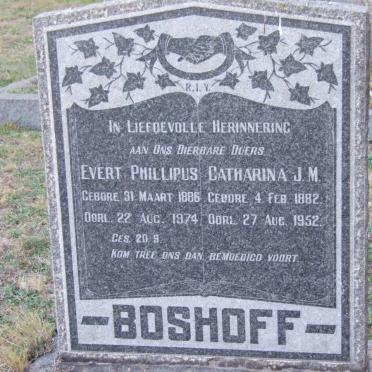 R.I.V.
In Liefdevolle Herinnering
aan Ons Dierbare Ouers
Evert Phillipus Catharina J.M.
Gebore 31 Maart 1886 Gebore 4 Feb. 1882.
Oorl. 22 Aug. 1974 Oorl. 27 Aug. 1952.
Ges. 20 9
Kom tree ons dan bemoedigd voort.
BOSHOFF